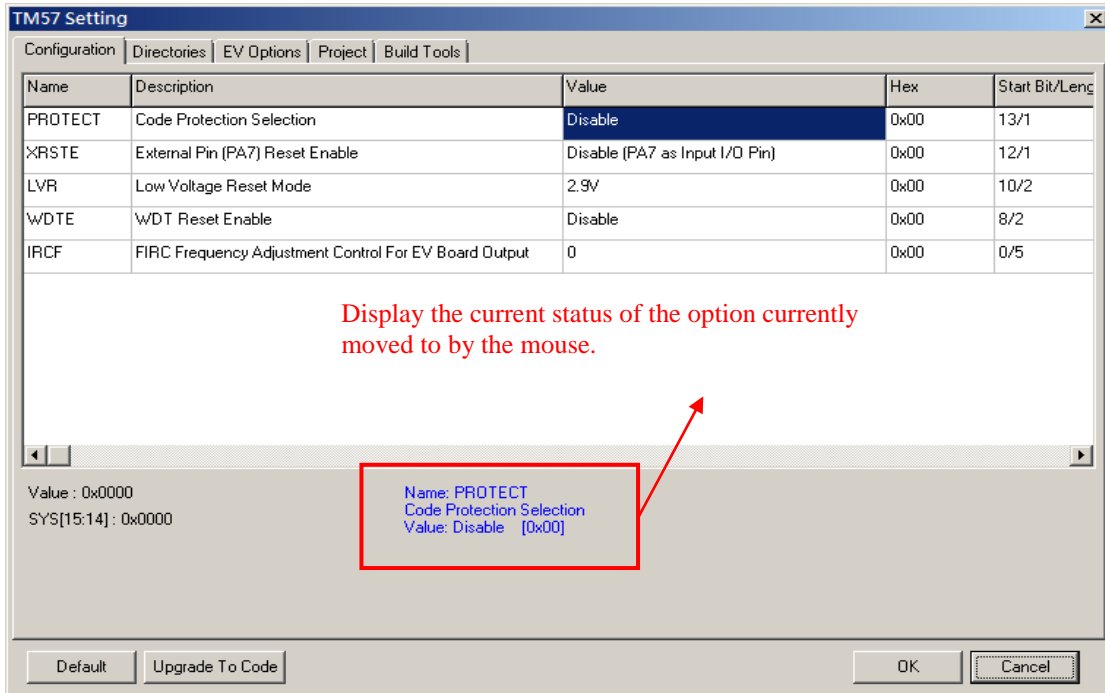 TM57 Setting
Configuration Directories EV Options Project Build Tools
Name Description Value Hex Start Bit/Leng
PROTECT Code Protection Selection Disable 0x00 13/1
XRSTE External Pin (PA7) Reset Enable Disable (PA7 as Input I/O Pin) 0x00 12/1
LVR Low Voltage Reset Mode 2.9V 0x00 10/2
WDTE WDT Reset Enable Disable 0x00 8/2
IRCF FIRC Frequency Adjustment Control For EV Board Output 0 0x00 0/5
Display the current status of the option currently
moved to by the mouse.
Value : 0x0000
SYS[15:14] : 0x0000
Name: PROTECT
Code Protection Selection
Value: Disable [0x00]
Default Upgrade To Code OK Cancel